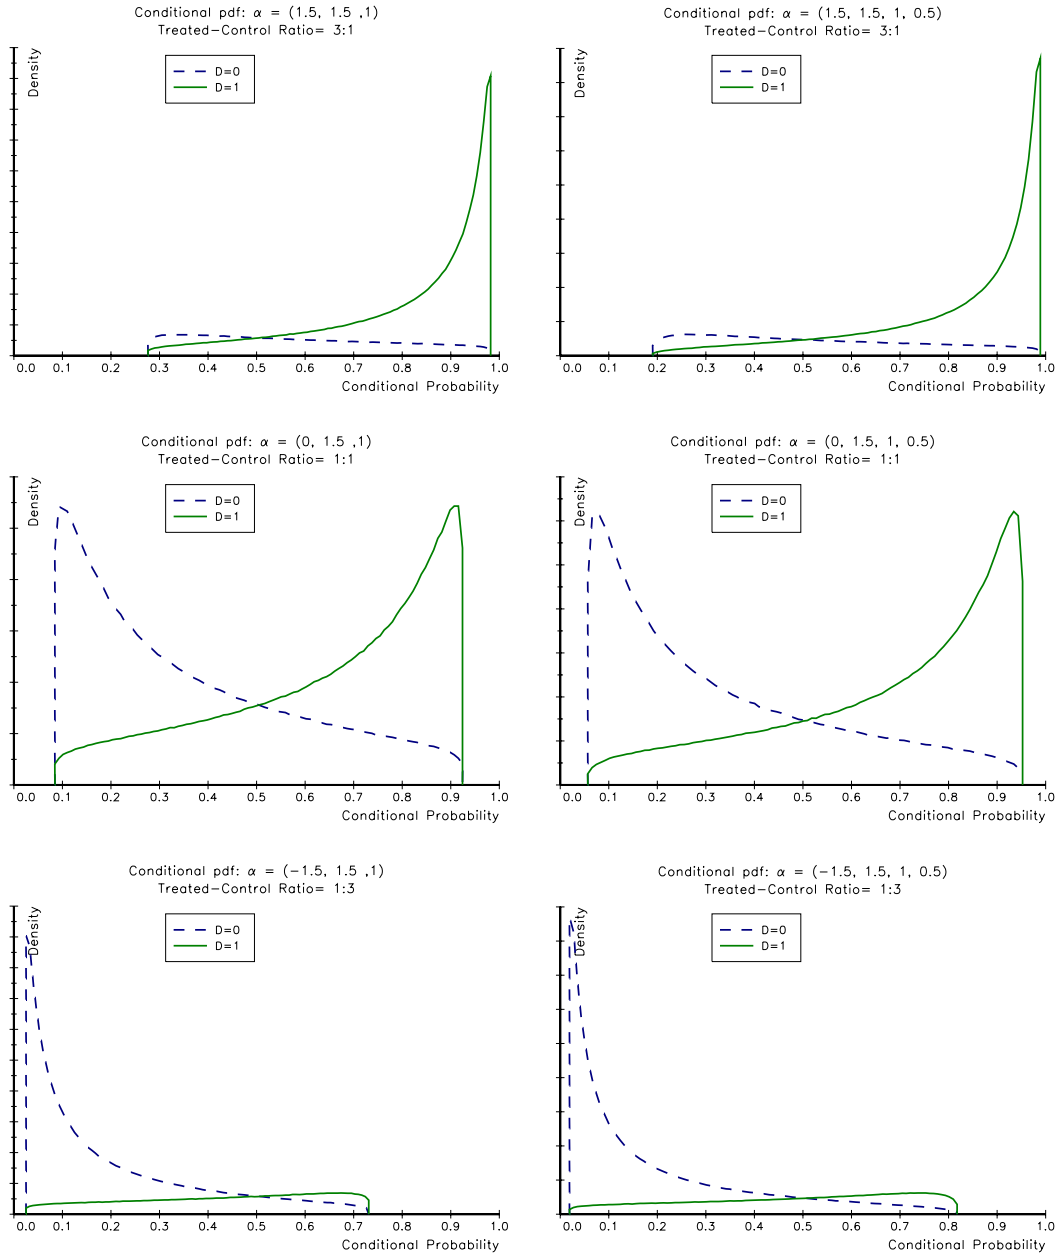 Conditional pdf: α = (1.5, 1.5 ,1)
Treated-Control Ratio= 3:1
Density
D=0
D=1
0.0 0.1 0.2 0.3 0.4 0.5 0.6 0.7 0.8 0.9 1.0
Conditional Probability
Conditional pdf: α = (1.5, 1.5, 1, 0.5)
Treated-Control Ratio= 3:1
Density
D=0
D=1
0.0 0.1 0.2 0.3 0.4 0.5 0.6 0.7 0.8 0.9 1.0
Conditional Probability
Conditional pdf: α = (0, 1.5 ,1)
Treated-Control Ratio= 1:1
Density
D=0
D=1
0.0 0.1 0.2 0.3 0.4 0.5 0.6 0.7 0.8 0.9 1.0
Conditional Probability
Conditional pdf: α = (0, 1.5, 1, 0.5)
Treated-Control Ratio= 1:1
Density
D=0
D=1
0.0 0.1 0.2 0.3 0.4 0.5 0.6 0.7 0.8 0.9 1.0
Conditional Probability
Conditional pdf: α = (-1.5, 1.5 ,1)
Treated-Control Ratio= 1:3
Density
D=0
D=1
0.0 0.1 0.2 0.3 0.4 0.5 0.6 0.7 0.8 0.9 1.0
Conditional Probability
Conditional pdf: α = (-1.5, 1.5, 1, 0.5)
Treated-Control Ratio= 1:3
Density
D=0
D=1
0.0 0.1 0.2 0.3 0.4 0.5 0.6 0.7 0.8 0.9 1.0
Conditional Probability